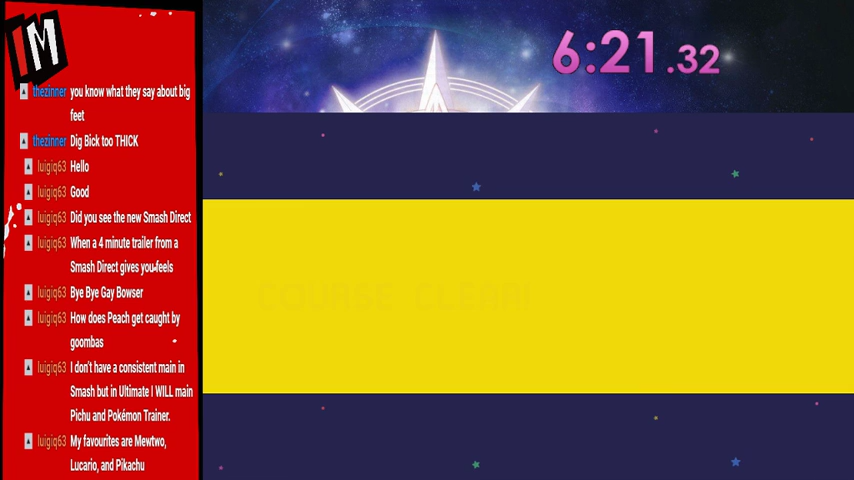 IM
6:21.32
thezinner you know what they say about big
feet
thezinner Dig Bick too THICK
luigiq63 Hello
luigiq63 Good
luigiq63 Did you see the new Smash Direct
luigiq63 When a 4 minute trailer from a
Smash Direct gives you feels
luigiq63 Bye Bye Gay Bowser
luigiq63 How does Peach get caught by
goombas
luigiq63 I don't have a consistent main in
Smash but in Ultimate I WILL main
Pichu and Pokémon Trainer.
luigiq63 My favourites are Mewtwo,
Lucario, and Pikachu
COURSE CLEAR!